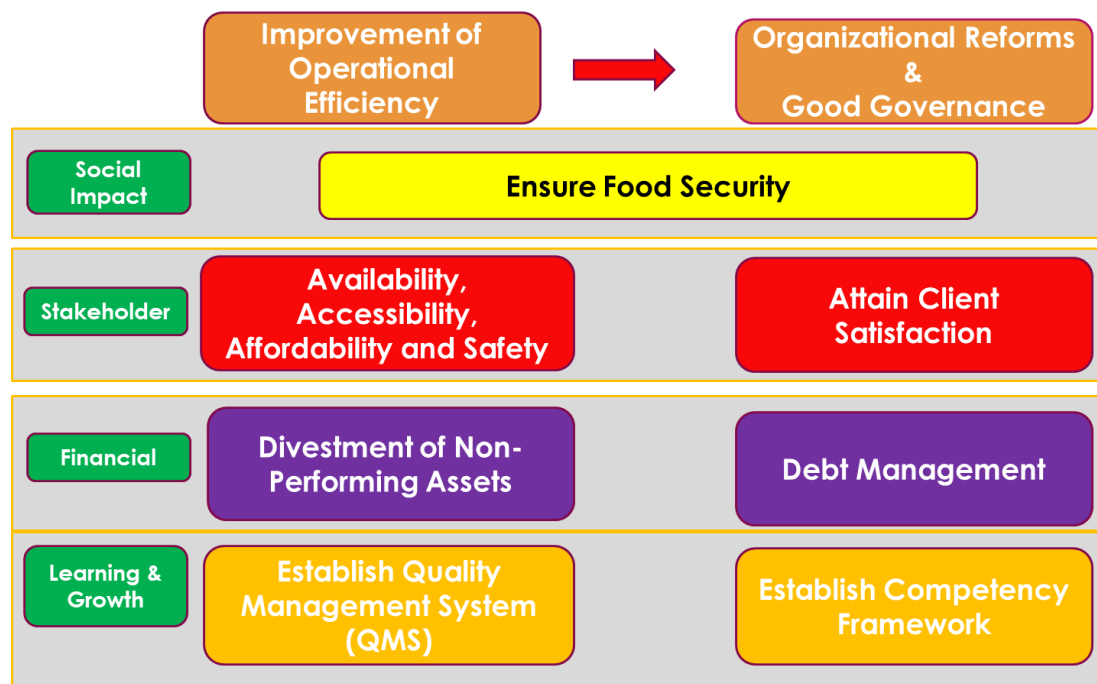 Improvement of
Operational
Efficiency
Organizational Reforms
&
Good Governance
Social
Impact
Ensure Food Security
Stakeholder
Availability,
Accessibility,
Affordability and Safety
Attain Client
Satisfaction
Financial
Divestment of Non-
Performing Assets
Debt Management
Learning &
Growth
Establish Quality
Management System
(QMS)
Establish Competency
Framework